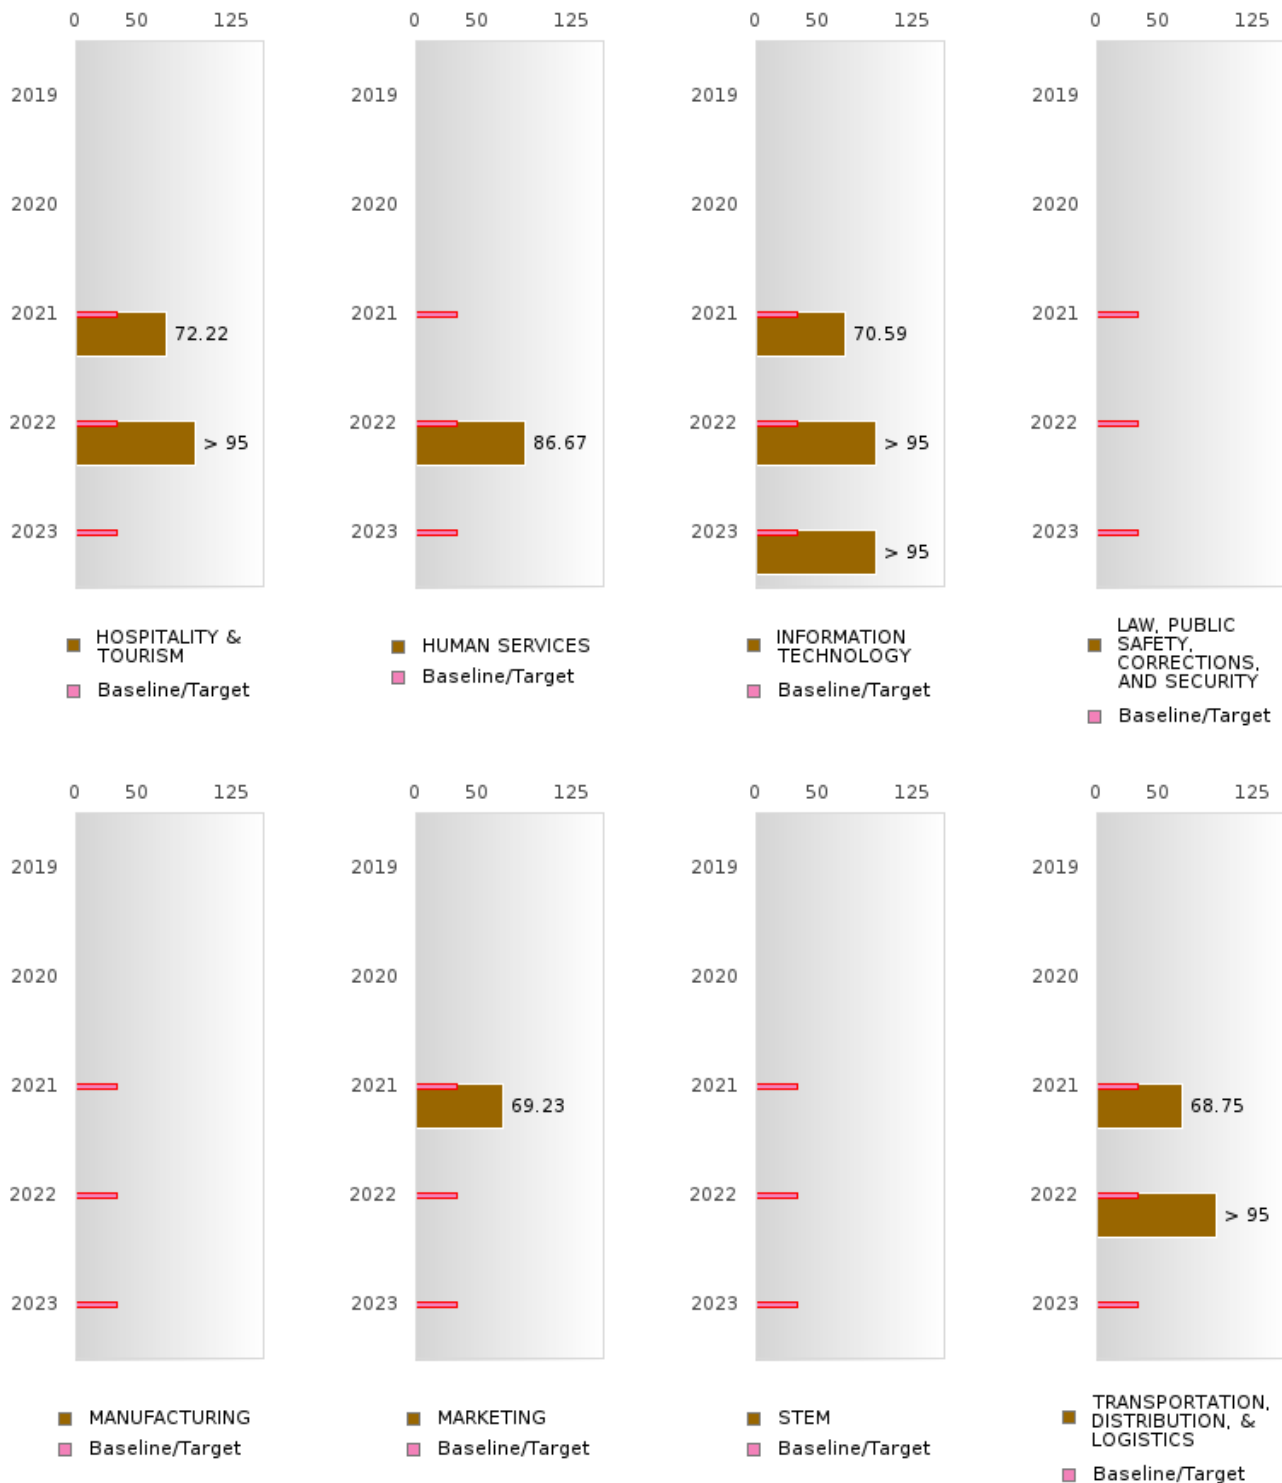 0 50 125
2019
2020
2021
72.22
2022
> 95
2023
HOSPITALITY &
TOURISM
Baseline/Target
0 50 125
2019
2020
2021
2022
86.67
2023
HUMAN SERVICES
Baseline/Target
0 50 125
2019
2020
2021
70.59
2022
> 95
2023
> 95
INFORMATION
TECHNOLOGY
Baseline/Target
0 50 125
2019
2020
2021
2022
2023
LAW, PUBLIC
SAFETY,
CORRECTIONS,
AND SECURITY
Baseline/Target
0 50 125
2019
2020
2021
2022
2023
MANUFACTURING
Baseline/Target
0 50 125
2019
2020
2021
69.23
2022
2023
MARKETING
Baseline/Target
0 50 125
2019
2020
2021
2022
2023
STEM
Baseline/Target
0 50 125
2019
2020
2021
68.75
2022
> 95
2023
TRANSPORTATION,
DISTRIBUTION, &
LOGISTICS
Baseline/Target